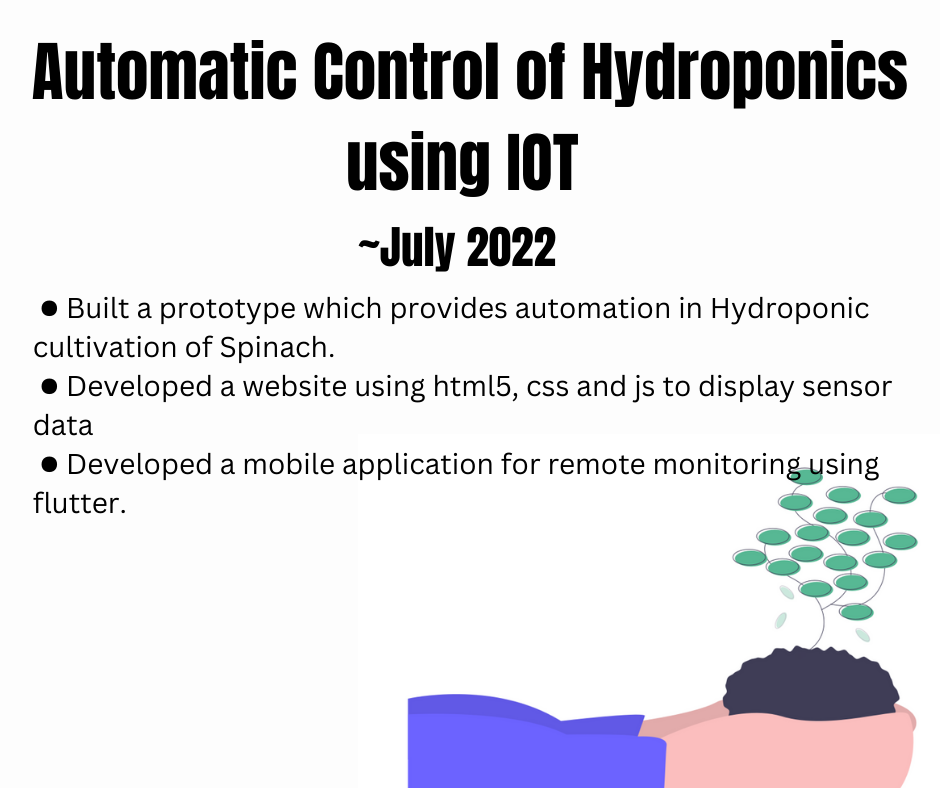 Automatic Control of Hydroponics
using IOT
~July 2022
● Built a prototype which provides automation in Hydroponic
cultivation of Spinach.
● Developed a website using html5, css and js to display sensor
data
● Developed a mobile application for remote monitoring using
flutter.